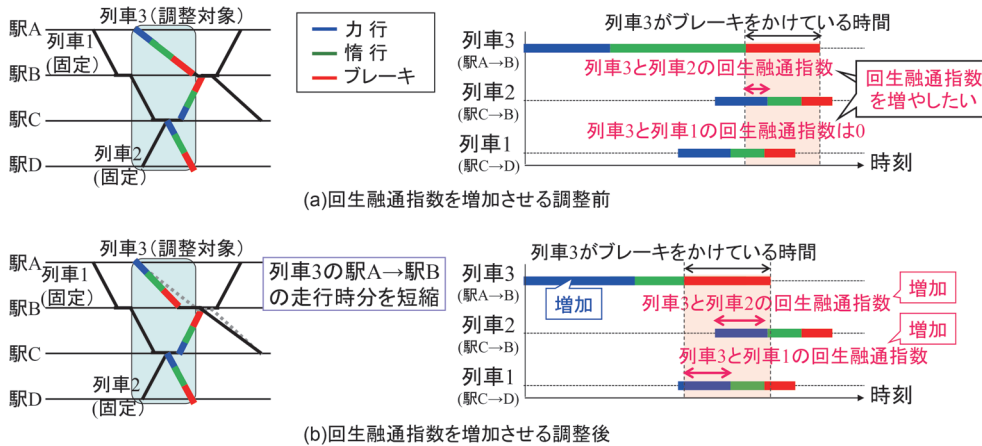 列車3(調整対象)
駅A
列車1
(固定)
駅B
駅C
列車2
駅D
(固定)
力 行
惰 行
ブレーキ
列車3がブレーキをかけている時間
列車3
(駅A→B)
列車3と列車2の回生融通指数
列車2
(駅C→B)
回生融通指数
を増やしたい
列車3と列車1の回生融通指数は0
列車1
(駅C→D)
時刻
(a)回生融通指数を増加させる調整前
列車3(調整対象)
駅A
列車1
(固定)
駅B
駅C
列車2
駅D
(固定)
列車3の駅A→駅B
の走行時分を短縮
列車3がブレーキをかけている時間
列車3
(駅A→B)
増加
列車3と列車2の回生融通指数
増加
列車2
(駅C→B)
増加
列車3と列車1の回生融通指数
列車1
(駅C→D)
時刻
(b)回生融通指数を増加させる調整後